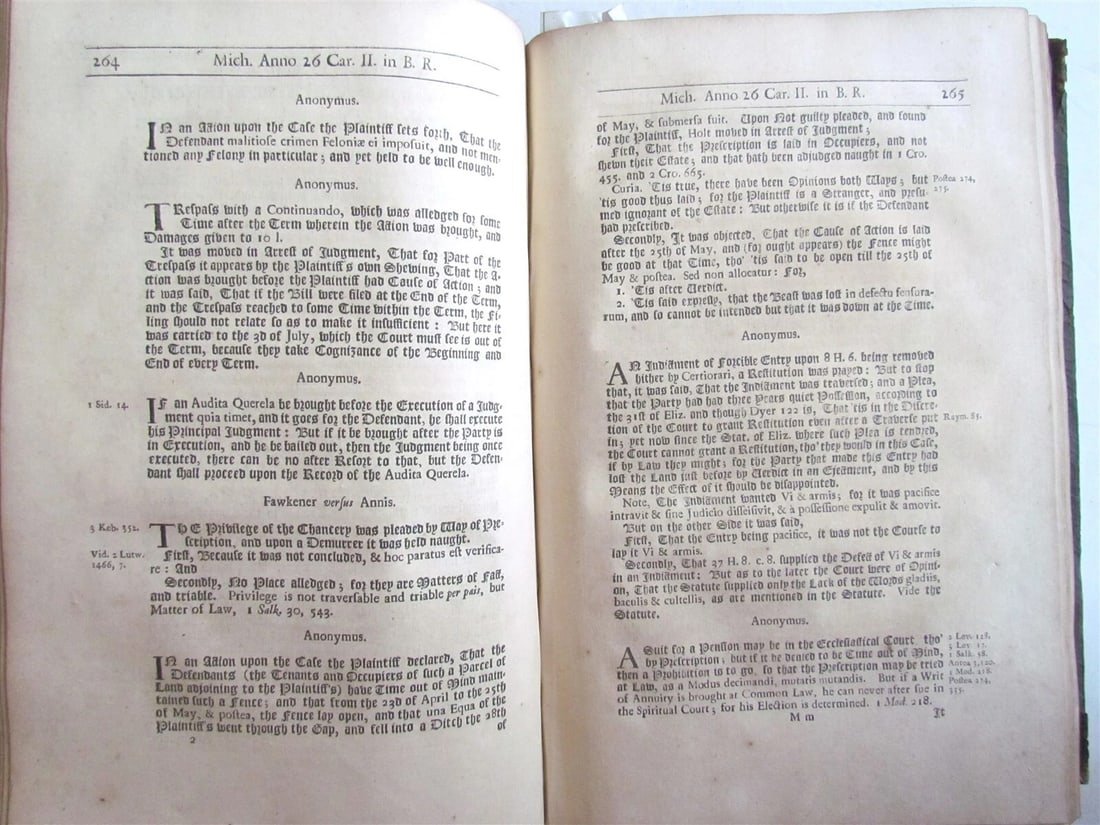 264 Mich. Anno 26 Car. II. in B. R.
Anonymus.
IN an Action upon the Case the Plaintiff sets forth, That the
Defendant malitiose crimen Feloniæ ei imposuit, and not men-
tioned any Felony in particular; and yet held to be well enough.
Anonymus.
TRespass with a Continuando, which was alledged for some
Time after the Term wherein the Action was brought, and
Damages given to 10 l.
It was moved in Arrest of Judgment, That for Part of the
Trespass it appears by the Plaintiff's own Shewing, That the A-
ction was brought before the Plaintiff had Cause of Action; and
it was said, That if the Bill were filed at the End of the Term,
and the Trespass reached to some Time within the Term, the Fi-
ling should not relate so as to make it insufficient: But here it
was carried to the 3d of July, which the Court must see is out of
the Term, because they take Cognizance of the Beginning and
End of every Term.
Anonymus.
1 Sid. 14.
IF an Audita Querela be brought before the Execution of a Judg-
ment quia timet, and it goes for the Defendant, he shall execute
his Principal Judgment: But if it be brought after the Party is
in Execution, and he be bailed out, then the Judgment being once
executed, there can be no after Resort to that, but the Defen-
dant shall proceed upon the Record of the Audita Querela.
Fawkener versus Annis.
3 Keb. 352.
THE Privilege of the Chancery was pleaded by Way of Pre-
scription, and upon a Demurrer it was held naught.
Vid. 2 Lutw.
1466, 7.
First, Because it was not concluded, & hoc paratus est verifica-
re: And
Secondly, No Place alledged; for they are Matters of Fact,
and triable. Privilege is not traversable and triable per pais, but
Matter of Law, 1 Salk. 30, 543.
Anonymus.
IN an Action upon the Case the Plaintiff declared, That the
Defendants (the Tenants and Occupiers of such a Parcel of
Land adjoining to the Plaintiff's) have Time out of Mind main-
tained such a Fence; and that from the 23d of April to the 25th
of May, & postea, the Fence lay open, and that una Equa of the
Plaintiff's went through the Gap, and fell into a Ditch the 28th
2 of
Mich. Anno 26 Car. II. in B. R. 265
of May, & submersa fuit. Upon Not guilty pleaded, and found
for the Plaintiff, Holt moved in Arrest of Judgment;
First, That the Prescription is laid in Occupiers, and not
shewn their Estate; and that hath been adjudged naught in 1 Cro.
455. and 2 Cro. 665.
Curia. 'Tis true, there have been Opinions both Ways; but
'tis good thus laid; for the Plaintiff is a Stranger, and presu-
med ignorant of the Estate: But otherwise it is if the Defendant
had prescribed.
Postea 274,
275.
Secondly, It was objected, That the Cause of Action is laid
after the 25th of May, and (for ought appears) the Fence might
be good at that Time, tho' 'tis said to be open till the 25th of
May & postea. Sed non allocatur: For,
1. 'Tis after Verdict.
2. 'Tis said expresly, that the Beast was lost in defectu fensura-
rum, and so cannot be intended but that it was down at the Time.
Anonymus.
AN Indictment of Forcible Entry upon 8 H. 6. being removed
hither by Certiorari, a Restitution was prayed: But to stop
that, it was said, That the Indictment was traversed; and a Plea,
that the Party had had three Years quiet Possession, according to
the 31st of Eliz. and though Dyer 122 is, That 'tis in the Discre-
tion of the Court to grant Restitution even after a Traverse put
in; yet now since the Stat. of Eliz. where such Plea is tendred,
the Court cannot grant a Restitution, tho' they would in this Case,
if by Law they might; for the Party that made this Entry had
lost the Land just before by Verdict in an Ejectment, and by this
Means the Effect of it should be disappointed.
Raym. 85.
Note, The Indictment wanted Vi & armis; for it was pacifice
intravit & sine Judicio disseisivit, & a possessione expulit & amovit.
But on the other Side it was said,
First, That the Entry being pacifice, it was not the Course to
lay it Vi & armis.
Secondly, That 37 H. 8. c. 8. supplied the Defect of Vi & armis
in an Indictment: But as to the later the Court were of Opini-
on, That the Statute supplied only the Lack of the Words gladiis,
baculis & cultellis, as are mentioned in the Statute. Vide the
Statute.
Anonymus.
A Suit for a Pension may be in the Ecclesiastical Court tho'
by Prescription; but if it be denied to be Time out of Mind,
then a Prohibition is to go, so that the Prescription may be tried
at Law, as a Modus decimandi, mutatis mutandis. But if a Writ
of Annuity is brought at Common Law, he can never after sue in
the Spiritual Court; for his Election is determined. 1 Mod. 218.
1 Salk. 58.
Antea 3, 120.
1 Mod. 218.
Postea 274,
M m It